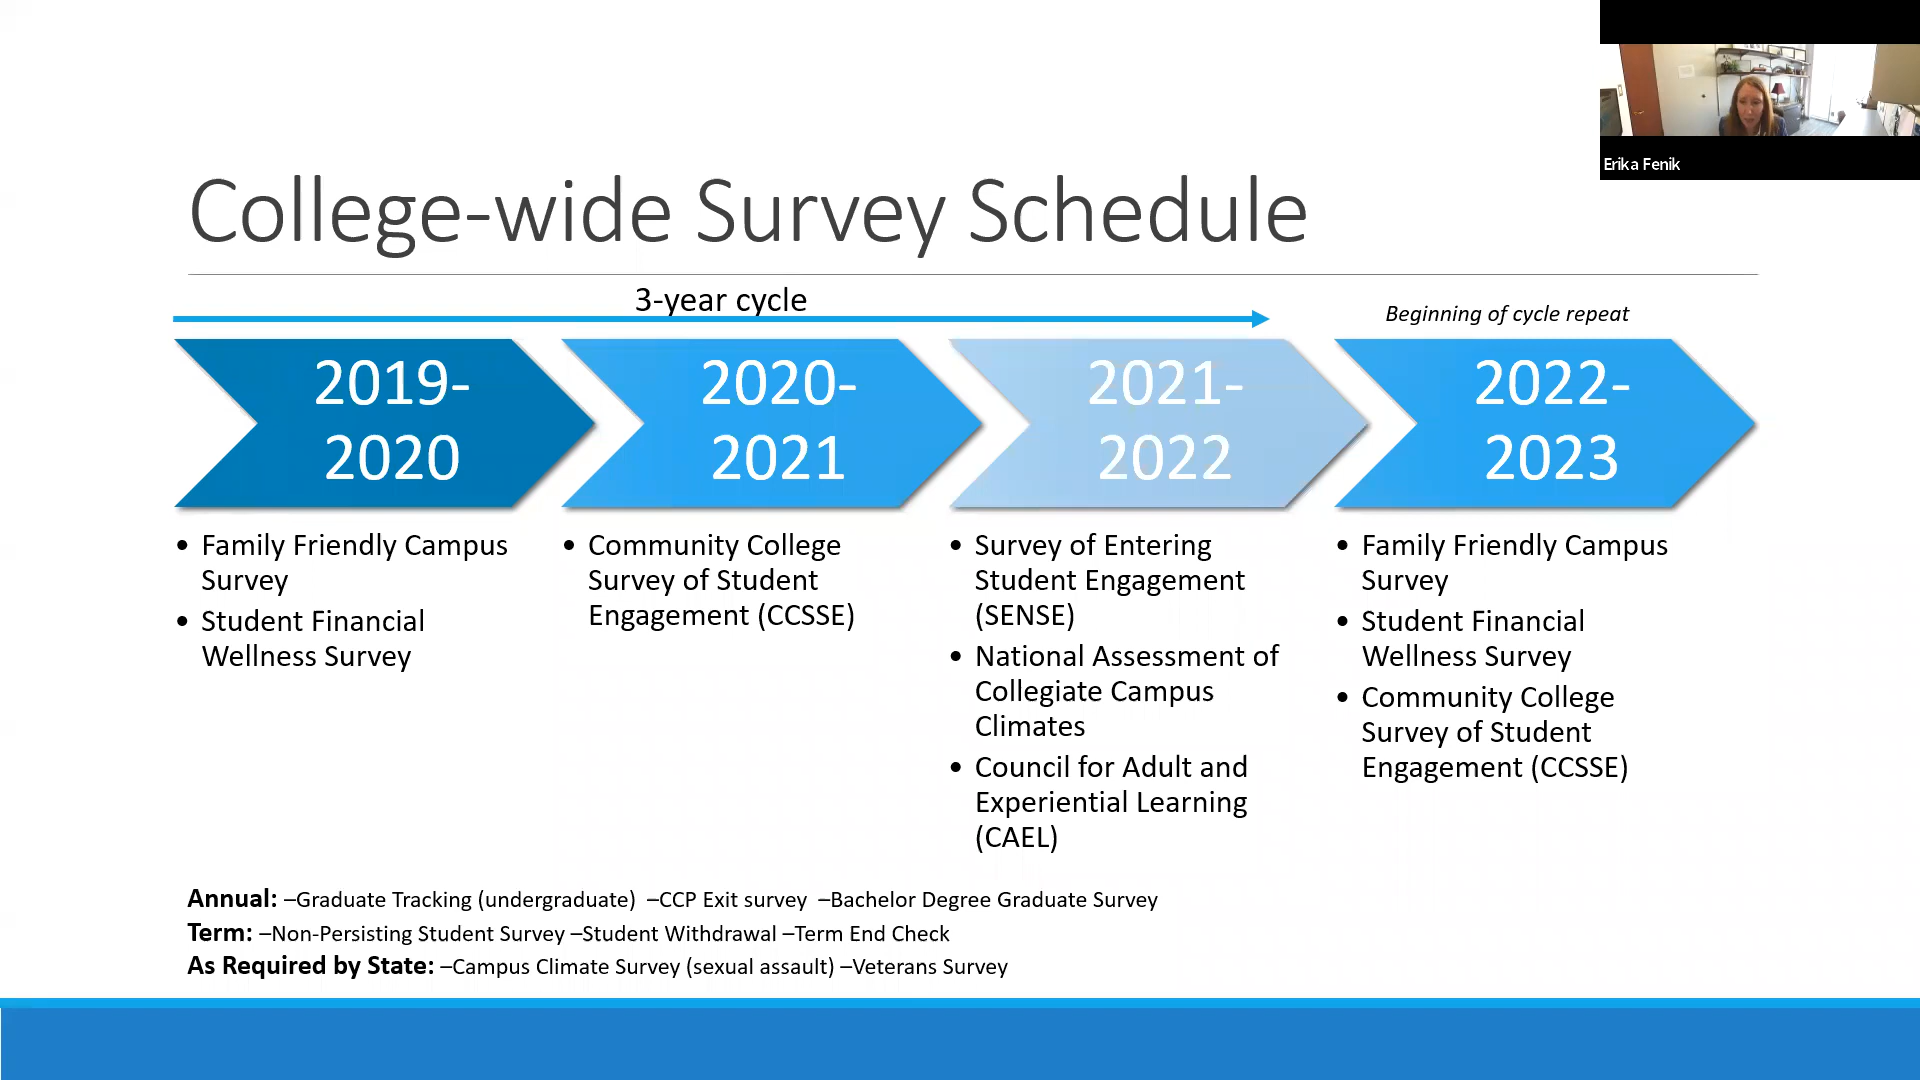 Erika Fenik
College-wide Survey Schedule
3-year cycle
Beginning of cycle repeat
2019-
2020
• Family Friendly Campus
Survey
• Student Financial
Wellness Survey
2020-
2021
• Community College
Survey of Student
Engagement (CCSSE)
2021-
2022
• Survey of Entering
Student Engagement
(SENSE)
• National Assessment of
Collegiate Campus
Climates
• Council for Adult and
Experiential Learning
(CAEL)
2022-
2023
• Family Friendly Campus
Survey
• Student Financial
Wellness Survey
• Community College
Survey of Student
Engagement (CCSSE)
Annual: –Graduate Tracking (undergraduate) –CCP Exit survey –Bachelor Degree Graduate Survey
Term: –Non-Persisting Student Survey –Student Withdrawal –Term End Check
As Required by State: –Campus Climate Survey (sexual assault) –Veterans Survey